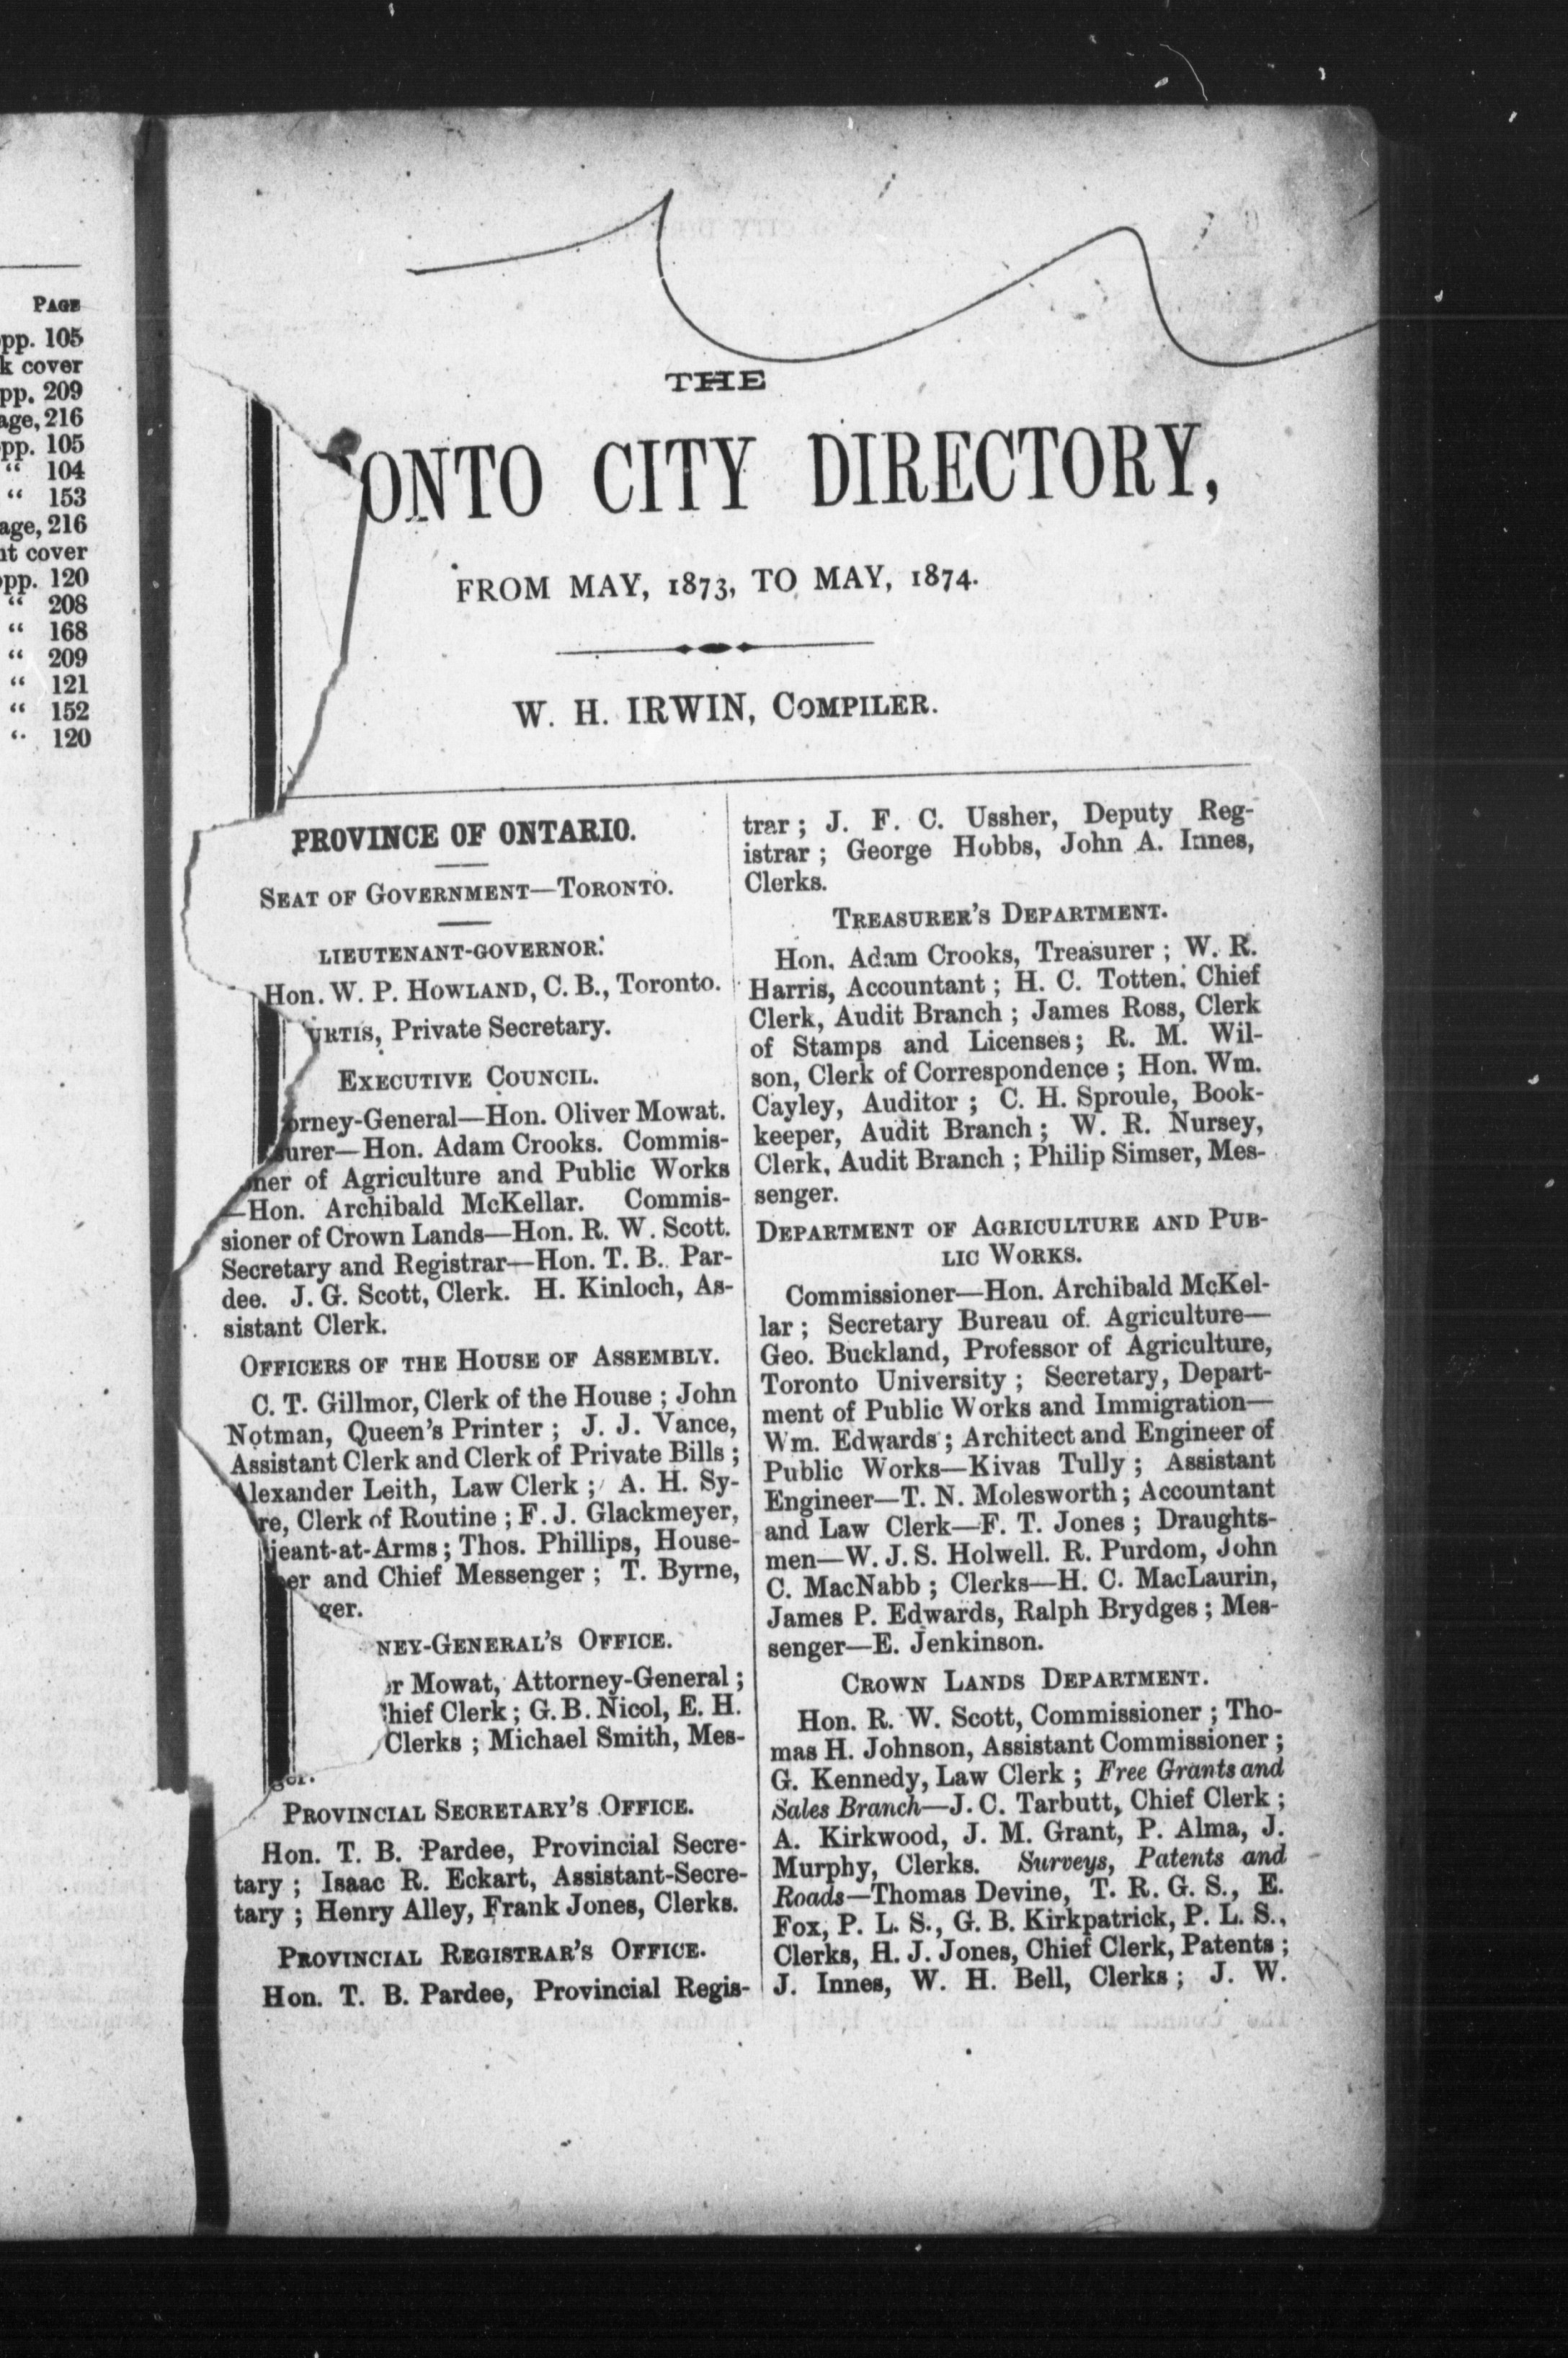 PAGE
pp. 105
k cover
pp. 209
age, 216
pp. 105
“ 104
“ 153
age, 216
nt cover
pp. 120
“ 208
“ 168
“ 209
“ 121
“ 152
“ 120
THE
ONTO CITY DIRECTORY,
FROM MAY, 1873, TO MAY, 1874.
W. H. IRWIN, COMPILER.
PROVINCE OF ONTARIO.
SEAT OF GOVERNMENT—TORONTO.
LIEUTENANT-GOVERNOR.
Hon. W. P. HOWLAND, C. B., Toronto.
URTIS, Private Secretary.
EXECUTIVE COUNCIL.
orney-General—Hon. Oliver Mowat.
surer—Hon. Adam Crooks. Commis-
oner of Agriculture and Public Works
—Hon. Archibald McKellar. Commis-
sioner of Crown Lands—Hon. R. W. Scott.
Secretary and Registrar—Hon. T. B. Par-
dee. J. G. Scott, Clerk. H. Kinloch, As-
sistant Clerk.
OFFICERS OF THE HOUSE OF ASSEMBLY.
C. T. Gillmor, Clerk of the House ; John
Notman, Queen's Printer ; J. J. Vance,
Assistant Clerk and Clerk of Private Bills ;
Alexander Leith, Law Clerk ; A. H. Sy-
re, Clerk of Routine ; F. J. Glackmeyer,
jeant-at-Arms ; Thos. Phillips, House-
per and Chief Messenger ; T. Byrne,
ger.
NEY-GENERAL'S OFFICE.
r Mowat, Attorney-General ;
hief Clerk ; G. B. Nicol, E. H.
Clerks ; Michael Smith, Mes-
ger.
PROVINCIAL SECRETARY'S OFFICE.
Hon. T. B. Pardee, Provincial Secre-
tary ; Isaac R. Eckart, Assistant-Secre-
tary ; Henry Alley, Frank Jones, Clerks.
PROVINCIAL REGISTRAR'S OFFICE.
Hon. T. B. Pardee, Provincial Regis-
trar ; J. F. C. Ussher, Deputy Reg-
istrar ; George Hobbs, John A. Innes,
Clerks.
TREASURER'S DEPARTMENT.
Hon. Adam Crooks, Treasurer ; W. R.
Harris, Accountant ; H. C. Totten, Chief
Clerk, Audit Branch ; James Ross, Clerk
of Stamps and Licenses ; R. M. Wil-
son, Clerk of Correspondence ; Hon. Wm.
Cayley, Auditor ; C. H. Sproule, Book-
keeper, Audit Branch ; W. R. Nursey,
Clerk, Audit Branch ; Philip Simser, Mes-
senger.
DEPARTMENT OF AGRICULTURE AND PUB-
LIC WORKS.
Commissioner—Hon. Archibald McKel-
lar ; Secretary Bureau of Agriculture—
Geo. Buckland, Professor of Agriculture,
Toronto University ; Secretary, Depart-
ment of Public Works and Immigration—
Wm. Edwards ; Architect and Engineer of
Public Works—Kivas Tully ; Assistant
Engineer—T. N. Molesworth ; Accountant
and Law Clerk—F. T. Jones ; Draughts-
men—W. J. S. Holwell. R. Purdom, John
C. MacNabb ; Clerks—H. C. MacLaurin,
James P. Edwards, Ralph Brydges ; Mes-
senger—E. Jenkinson.
CROWN LANDS DEPARTMENT.
Hon. R. W. Scott, Commissioner ; Tho-
mas H. Johnson, Assistant Commissioner ;
G. Kennedy, Law Clerk ; Free Grants and
Sales Branch—J. C. Tarbutt, Chief Clerk ;
A. Kirkwood, J. M. Grant, P. Alma, J.
Murphy, Clerks. Surveys, Patents and
Roads—Thomas Devine, T. R. G. S., E.
Fox, P. L. S., G. B. Kirkpatrick, P. L. S.,
Clerks, H. J. Jones, Chief Clerk, Patents ;
J. Innes, W. H. Bell, Clerks ; J. W.